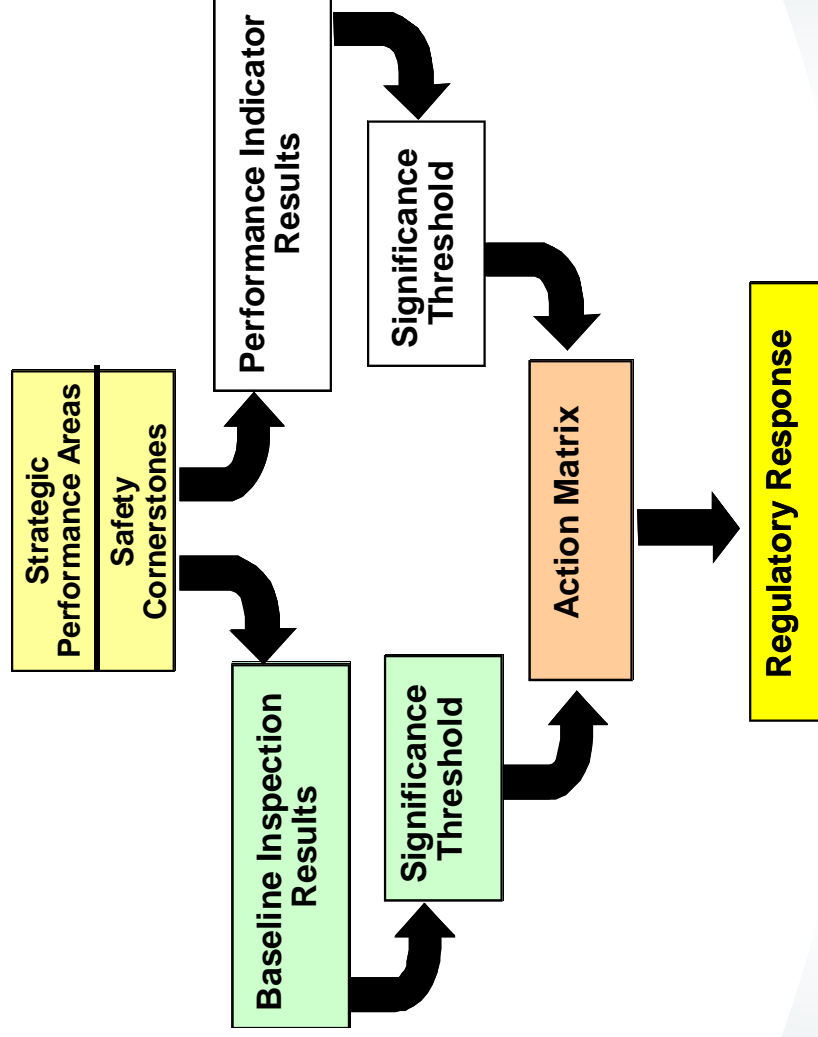 Strategic
Performance Areas
Safety
Cornerstones
Baseline Inspection
Results
Performance Indicator
Results
Significance
Threshold
Significance
Threshold
Action Matrix
Regulatory Response